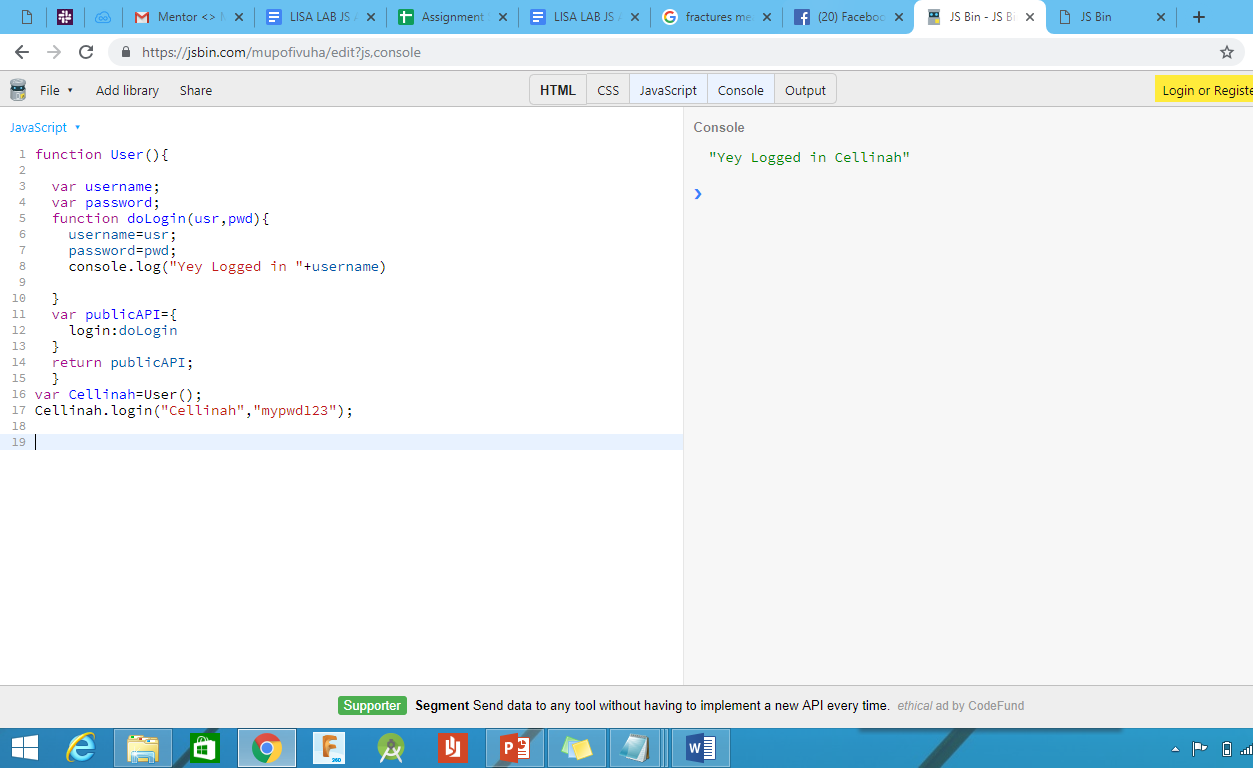 Mentor <> M
LISA LAB JS A
Assignment
LISA LAB JS A
fractures me
(20) Faceboo
JS Bin - JS Bi
JS Bin
https://jsbin.com/mupofivuha/edit?js,console
File Add library Share HTML CSS JavaScript Console Output Login or Registe
JavaScript
Console
1 function User(){
2
3 var username;
4 var password;
5 function doLogin(usr,pwd){
6 username=usr;
7 password=pwd;
8 console.log("Yey Logged in "+username)
9
10 }
11 var publicAPI={
12 login:doLogin
13 }
14 return publicAPI;
15 }
16 var Cellinah=User();
17 Cellinah.login("Cellinah","mypwd123");
18
19
"Yey Logged in Cellinah"
Supporter Segment Send data to any tool without having to implement a new API every time. ethical ad by CodeFund